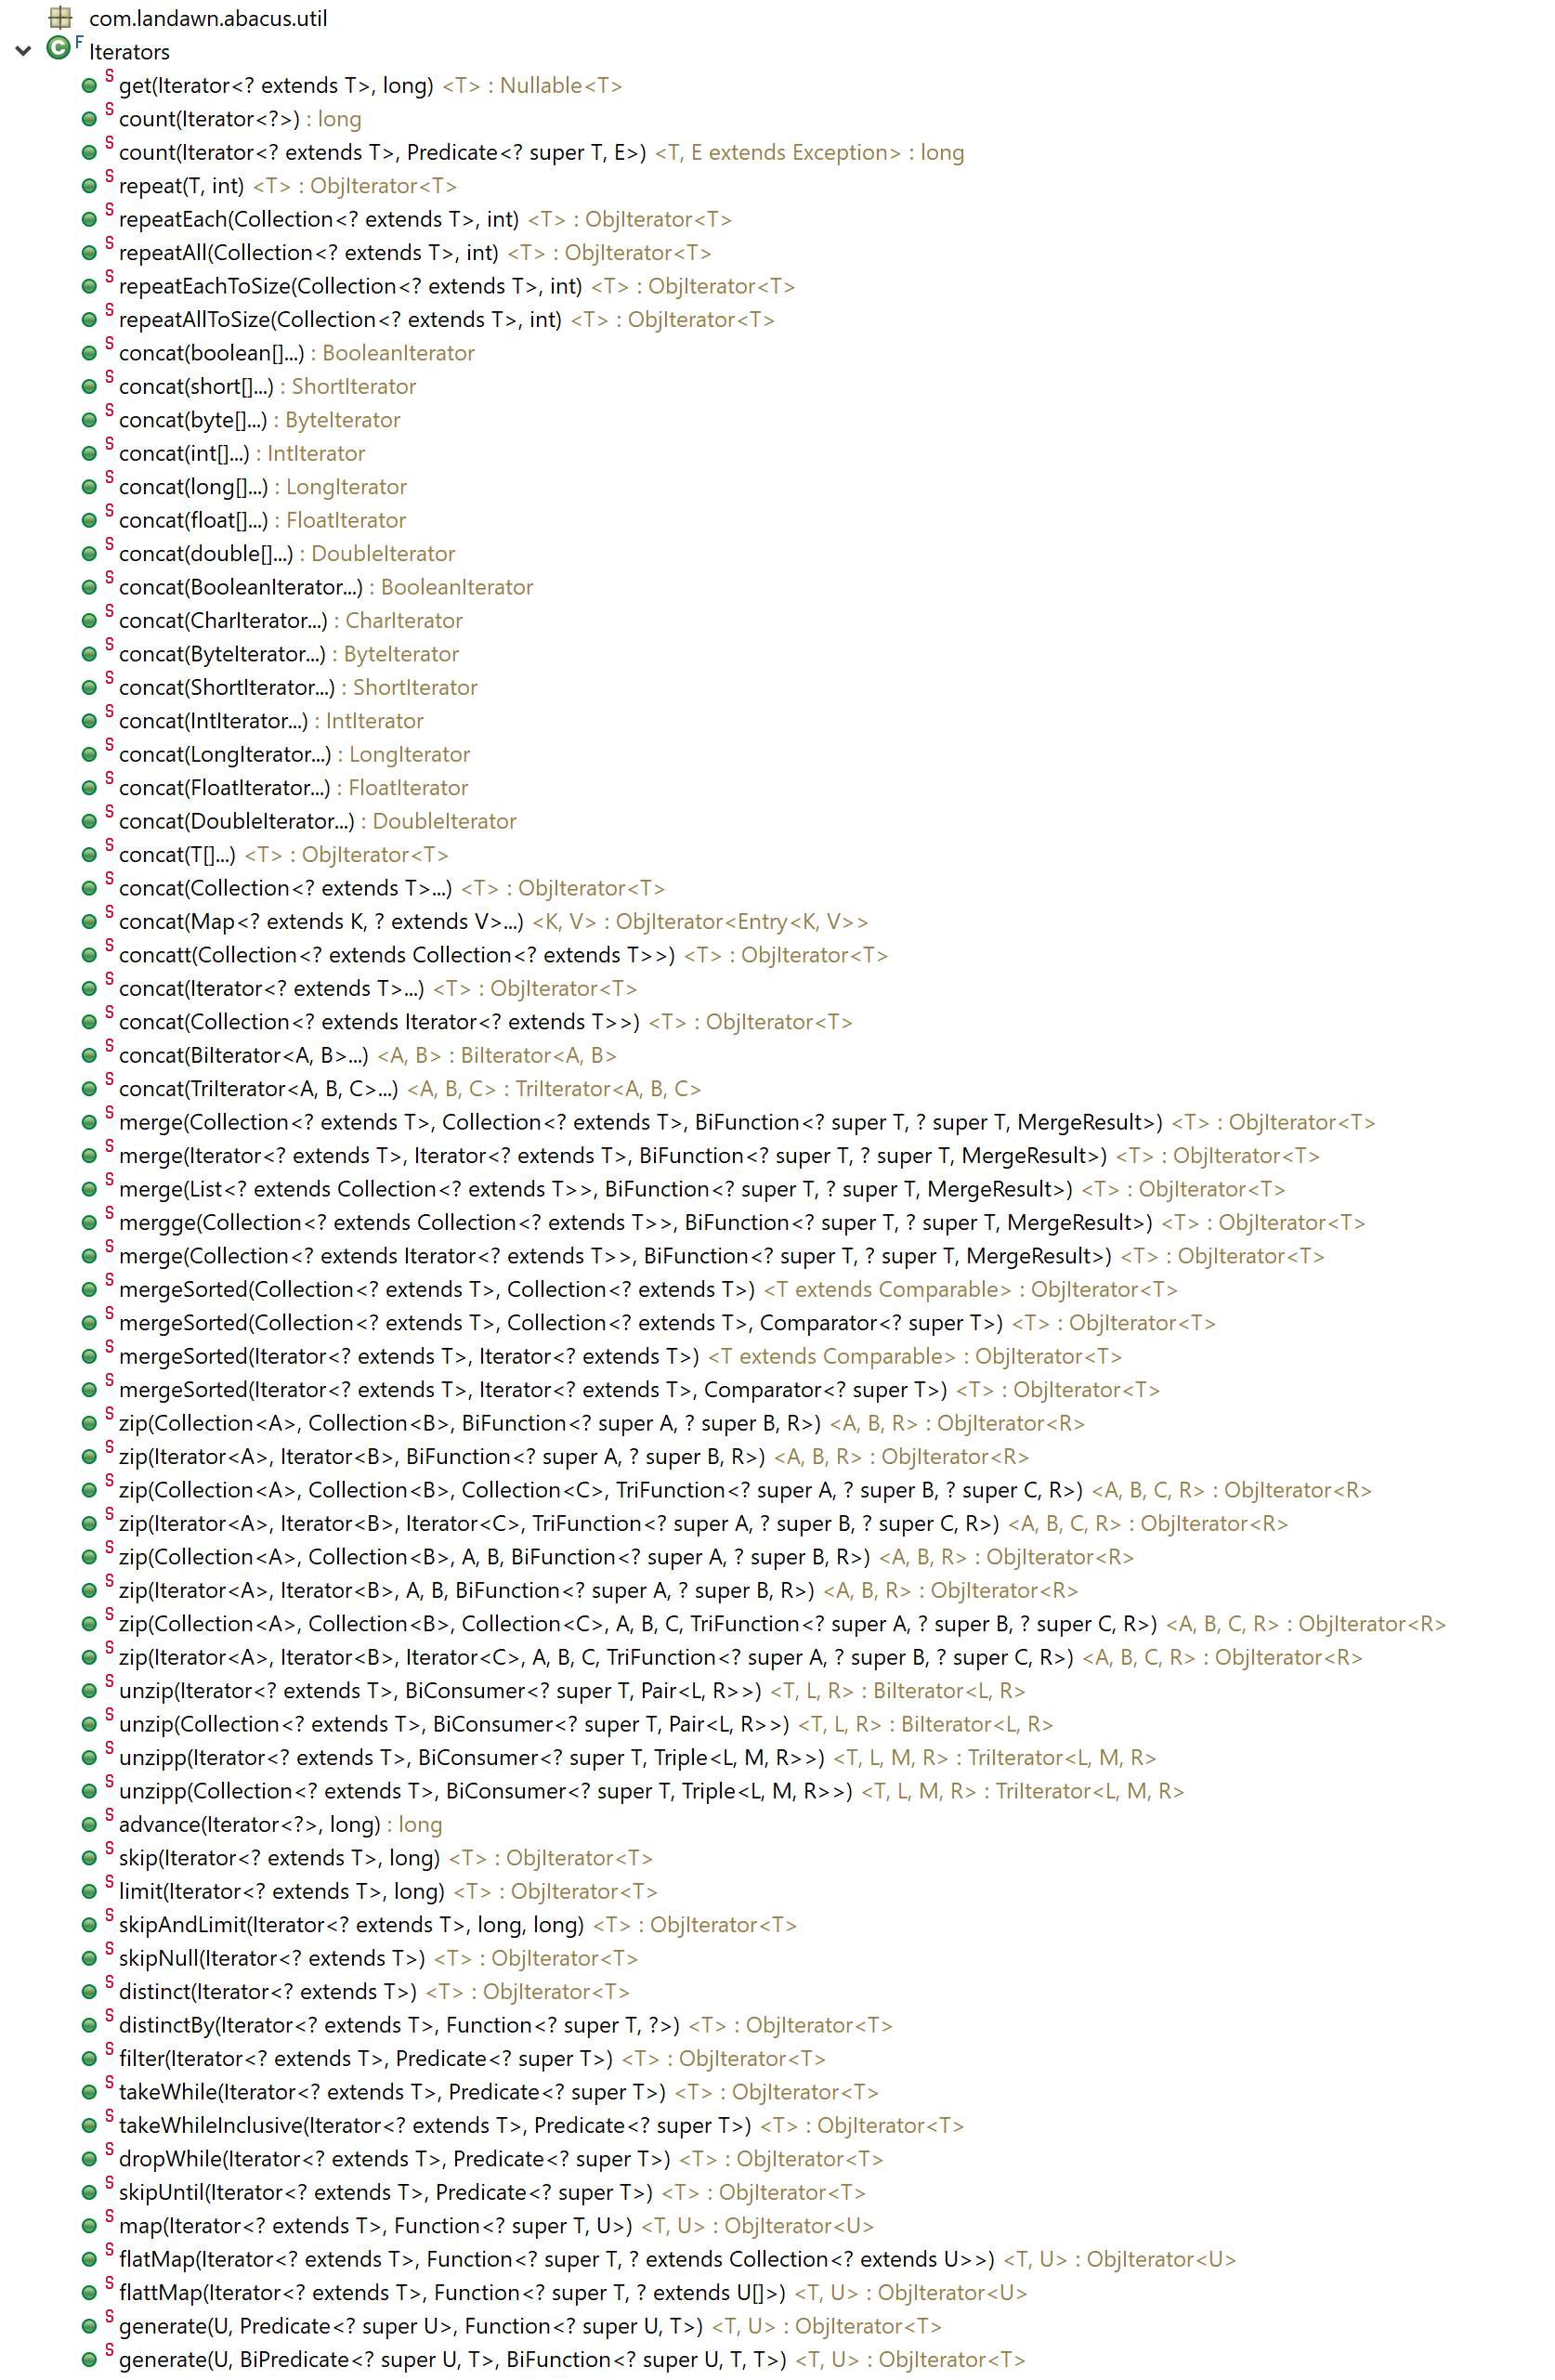 com.landawn.abacus.util
C F Iterators
S get(Iterator<? extends T>, long) <T> : Nullable<T>
S count(Iterator<?>) : long
S count(Iterator<? extends T>, Predicate<? super T, E>) <T, E extends Exception> : long
S repeat(T, int) <T> : ObjIterator<T>
S repeatEach(Collection<? extends T>, int) <T> : ObjIterator<T>
S repeatAll(Collection<? extends T>, int) <T> : ObjIterator<T>
S repeatEachToSize(Collection<? extends T>, int) <T> : ObjIterator<T>
S repeatAllToSize(Collection<? extends T>, int) <T> : ObjIterator<T>
S concat(boolean[]...) : BooleanIterator
S concat(short[]...) : ShortIterator
S concat(byte[]...) : ByteIterator
S concat(int[]...) : IntIterator
S concat(long[]...) : LongIterator
S concat(float[]...) : FloatIterator
S concat(double[]...) : DoubleIterator
S concat(BooleanIterator...) : BooleanIterator
S concat(CharIterator...) : CharIterator
S concat(ByteIterator...) : ByteIterator
S concat(ShortIterator...) : ShortIterator
S concat(IntIterator...) : IntIterator
S concat(LongIterator...) : LongIterator
S concat(FloatIterator...) : FloatIterator
S concat(DoubleIterator...) : DoubleIterator
S concat(T[]...) <T> : ObjIterator<T>
S concat(Collection<? extends T>...) <T> : ObjIterator<T>
S concat(Map<? extends K, ? extends V>...) <K, V> : ObjIterator<Entry<K, V>>
S concatt(Collection<? extends Collection<? extends T>>) <T> : ObjIterator<T>
S concat(Iterator<? extends T>...) <T> : ObjIterator<T>
S concat(Collection<? extends Iterator<? extends T>>) <T> : ObjIterator<T>
S concat(BiIterator<A, B>...) <A, B> : BiIterator<A, B>
S concat(TriIterator<A, B, C>...) <A, B, C> : TriIterator<A, B, C>
S merge(Collection<? extends T>, Collection<? extends T>, BiFunction<? super T, ? super T, MergeResult>) <T> : ObjIterator<T>
S merge(Iterator<? extends T>, Iterator<? extends T>, BiFunction<? super T, ? super T, MergeResult>) <T> : ObjIterator<T>
S merge(List<? extends Collection<? extends T>>, BiFunction<? super T, ? super T, MergeResult>) <T> : ObjIterator<T>
S mergge(Collection<? extends Collection<? extends T>>, BiFunction<? super T, ? super T, MergeResult>) <T> : ObjIterator<T>
S merge(Collection<? extends Iterator<? extends T>>, BiFunction<? super T, ? super T, MergeResult>) <T> : ObjIterator<T>
S mergeSorted(Collection<? extends T>, Collection<? extends T>) <T extends Comparable> : ObjIterator<T>
S mergeSorted(Collection<? extends T>, Collection<? extends T>, Comparator<? super T>) <T> : ObjIterator<T>
S mergeSorted(Iterator<? extends T>, Iterator<? extends T>) <T extends Comparable> : ObjIterator<T>
S mergeSorted(Iterator<? extends T>, Iterator<? extends T>, Comparator<? super T>) <T> : ObjIterator<T>
S zip(Collection<A>, Collection<B>, BiFunction<? super A, ? super B, R>) <A, B, R> : ObjIterator<R>
S zip(Iterator<A>, Iterator<B>, BiFunction<? super A, ? super B, R>) <A, B, R> : ObjIterator<R>
S zip(Collection<A>, Collection<B>, Collection<C>, TriFunction<? super A, ? super B, ? super C, R>) <A, B, C, R> : ObjIterator<R>
S zip(Iterator<A>, Iterator<B>, Iterator<C>, TriFunction<? super A, ? super B, ? super C, R>) <A, B, C, R> : ObjIterator<R>
S zip(Collection<A>, Collection<B>, A, B, BiFunction<? super A, ? super B, R>) <A, B, R> : ObjIterator<R>
S zip(Iterator<A>, Iterator<B>, A, B, BiFunction<? super A, ? super B, R>) <A, B, R> : ObjIterator<R>
S zip(Collection<A>, Collection<B>, Collection<C>, A, B, C, TriFunction<? super A, ? super B, ? super C, R>) <A, B, C, R> : ObjIterator<R>
S zip(Iterator<A>, Iterator<B>, Iterator<C>, A, B, C, TriFunction<? super A, ? super B, ? super C, R>) <A, B, C, R> : ObjIterator<R>
S unzip(Iterator<? extends T>, BiConsumer<? super T, Pair<L, R>>) <T, L, R> : BiIterator<L, R>
S unzip(Collection<? extends T>, BiConsumer<? super T, Pair<L, R>>) <T, L, R> : BiIterator<L, R>
S unzipp(Iterator<? extends T>, BiConsumer<? super T, Triple<L, M, R>>) <T, L, M, R> : TriIterator<L, M, R>
S unzipp(Collection<? extends T>, BiConsumer<? super T, Triple<L, M, R>>) <T, L, M, R> : TriIterator<L, M, R>
S advance(Iterator<?>, long) : long
S skip(Iterator<? extends T>, long) <T> : ObjIterator<T>
S limit(Iterator<? extends T>, long) <T> : ObjIterator<T>
S skipAndLimit(Iterator<? extends T>, long, long) <T> : ObjIterator<T>
S skipNull(Iterator<? extends T>) <T> : ObjIterator<T>
S distinct(Iterator<? extends T>) <T> : ObjIterator<T>
S distinctBy(Iterator<? extends T>, Function<? super T, ?>) <T> : ObjIterator<T>
S filter(Iterator<? extends T>, Predicate<? super T>) <T> : ObjIterator<T>
S takeWhile(Iterator<? extends T>, Predicate<? super T>) <T> : ObjIterator<T>
S takeWhileInclusive(Iterator<? extends T>, Predicate<? super T>) <T> : ObjIterator<T>
S dropWhile(Iterator<? extends T>, Predicate<? super T>) <T> : ObjIterator<T>
S skipUntil(Iterator<? extends T>, Predicate<? super T>) <T> : ObjIterator<T>
S map(Iterator<? extends T>, Function<? super T, U>) <T, U> : ObjIterator<U>
S flatMap(Iterator<? extends T>, Function<? super T, ? extends Collection<? extends U>>) <T, U> : ObjIterator<U>
S flattMap(Iterator<? extends T>, Function<? super T, ? extends U[]>) <T, U> : ObjIterator<U>
S generate(U, Predicate<? super U>, Function<? super U, T>) <T, U> : ObjIterator<T>
S generate(U, BiPredicate<? super U, T>, BiFunction<? super U, T, T>) <T, U> : ObjIterator<T>